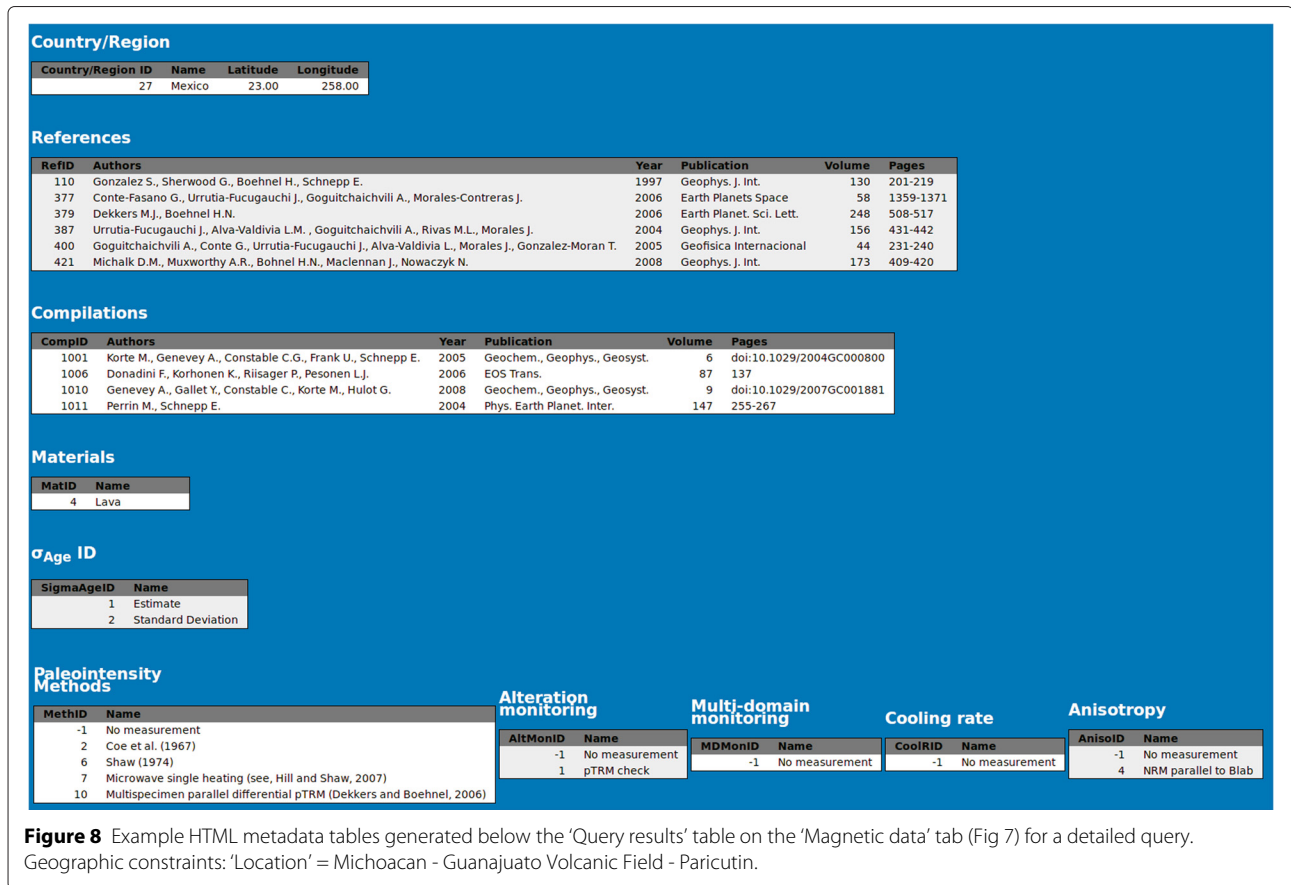 Country/Region
Country/Region ID Name Latitude Longitude
27 Mexico 23.00 258.00
References
RefID Authors Year Publication Volume Pages
110 Gonzalez S., Sherwood G., Boehnel H., Schnepp E. 1997 Geophys. J. Int. 130 201-219
377 Conte-Fasano G., Urrutia-Fucugauchi J., Goguitchaichvili A., Morales-Contreras J. 2006 Earth Planets Space 58 1359-1371
379 Dekkers M.J., Boehnel H.N. 2006 Earth Planet. Sci. Lett. 248 508-517
387 Urrutia-Fucugauchi J., Alva-Valdivia L.M. , Goguitchaichvili A., Rivas M.L., Morales J. 2004 Geophys. J. Int. 156 431-442
400 Goguitchaichvili A., Conte G., Urrutia-Fucugauchi J., Alva-Valdivia L., Morales J., Gonzalez-Moran T. 2005 Geofisica Internacional 44 231-240
421 Michalk D.M., Muxworthy A.R., Bohnel H.N., Maclennan J., Nowaczyk N. 2008 Geophys. J. Int. 173 409-420
Compilations
CompID Authors Year Publication Volume Pages
1001 Korte M., Genevey A., Constable C.G., Frank U., Schnepp E. 2005 Geochem., Geophys., Geosyst. 6 doi:10.1029/2004GC000800
1006 Donadini F., Korhonen K., Riisager P., Pesonen L.J. 2006 EOS Trans. 87 137
1010 Genevey A., Gallet Y., Constable C., Korte M., Hulot G. 2008 Geochem., Geophys., Geosyst. 9 doi:10.1029/2007GC001881
1011 Perrin M., Schnepp E. 2004 Phys. Earth Planet. Inter. 147 255-267
Materials
MatID Name
4 Lava
σAge ID
SigmaAgeID Name
1 Estimate
2 Standard Deviation
Paleointensity
Methods
MethID Name
-1 No measurement
2 Coe et al. (1967)
6 Shaw (1974)
7 Microwave single heating (see, Hill and Shaw, 2007)
10 Multispecimen parallel differential pTRM (Dekkers and Boehnel, 2006)
Alteration
monitoring
AltMonID Name
-1 No measurement
1 pTRM check
Multi-domain
monitoring
MDMonID Name
-1 No measurement
Cooling rate
CoolRID Name
-1 No measurement
Anisotropy
AnisoID Name
-1 No measurement
4 NRM parallel to Blab
Figure 8 Example HTML metadata tables generated below the ‘Query results’ table on the ‘Magnetic data’ tab (Fig 7) for a detailed query.
Geographic constraints: ‘Location’ = Michoacan - Guanajuato Volcanic Field - Paricutin.